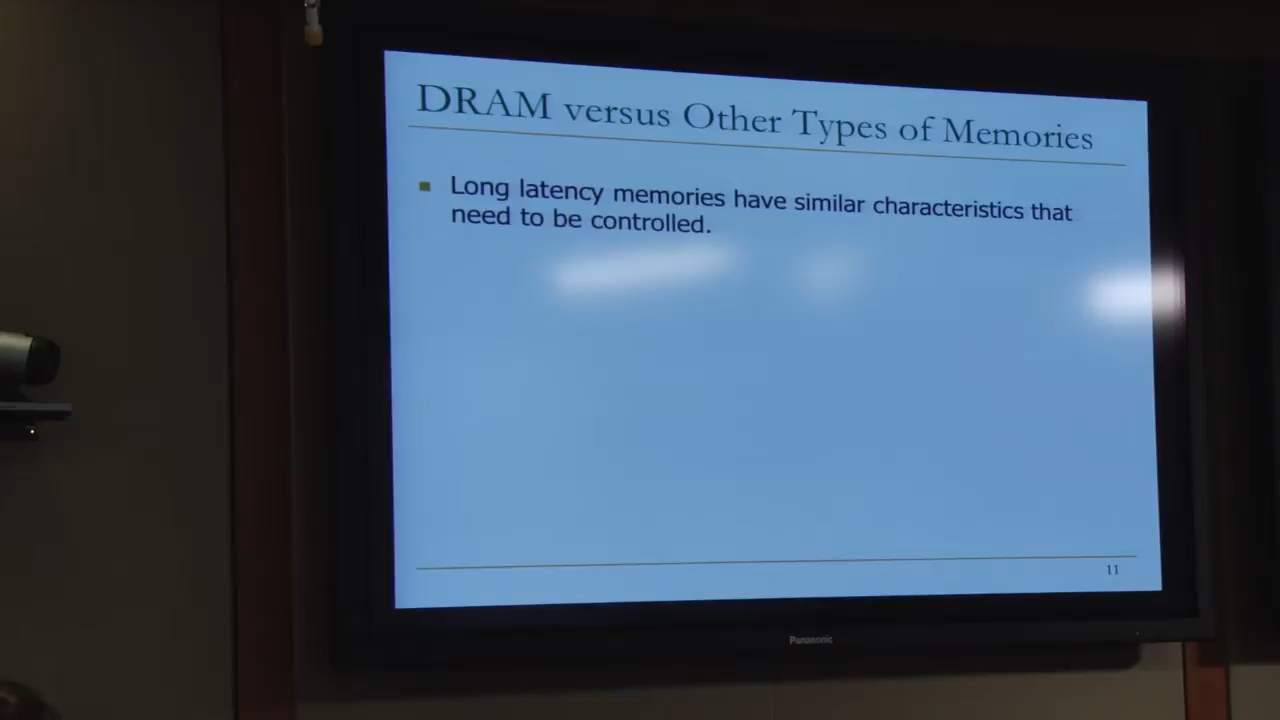 DRAM versus Other Types of Memories
Long latency memories have similar characteristics that
need to be controlled.
11
Panasonic